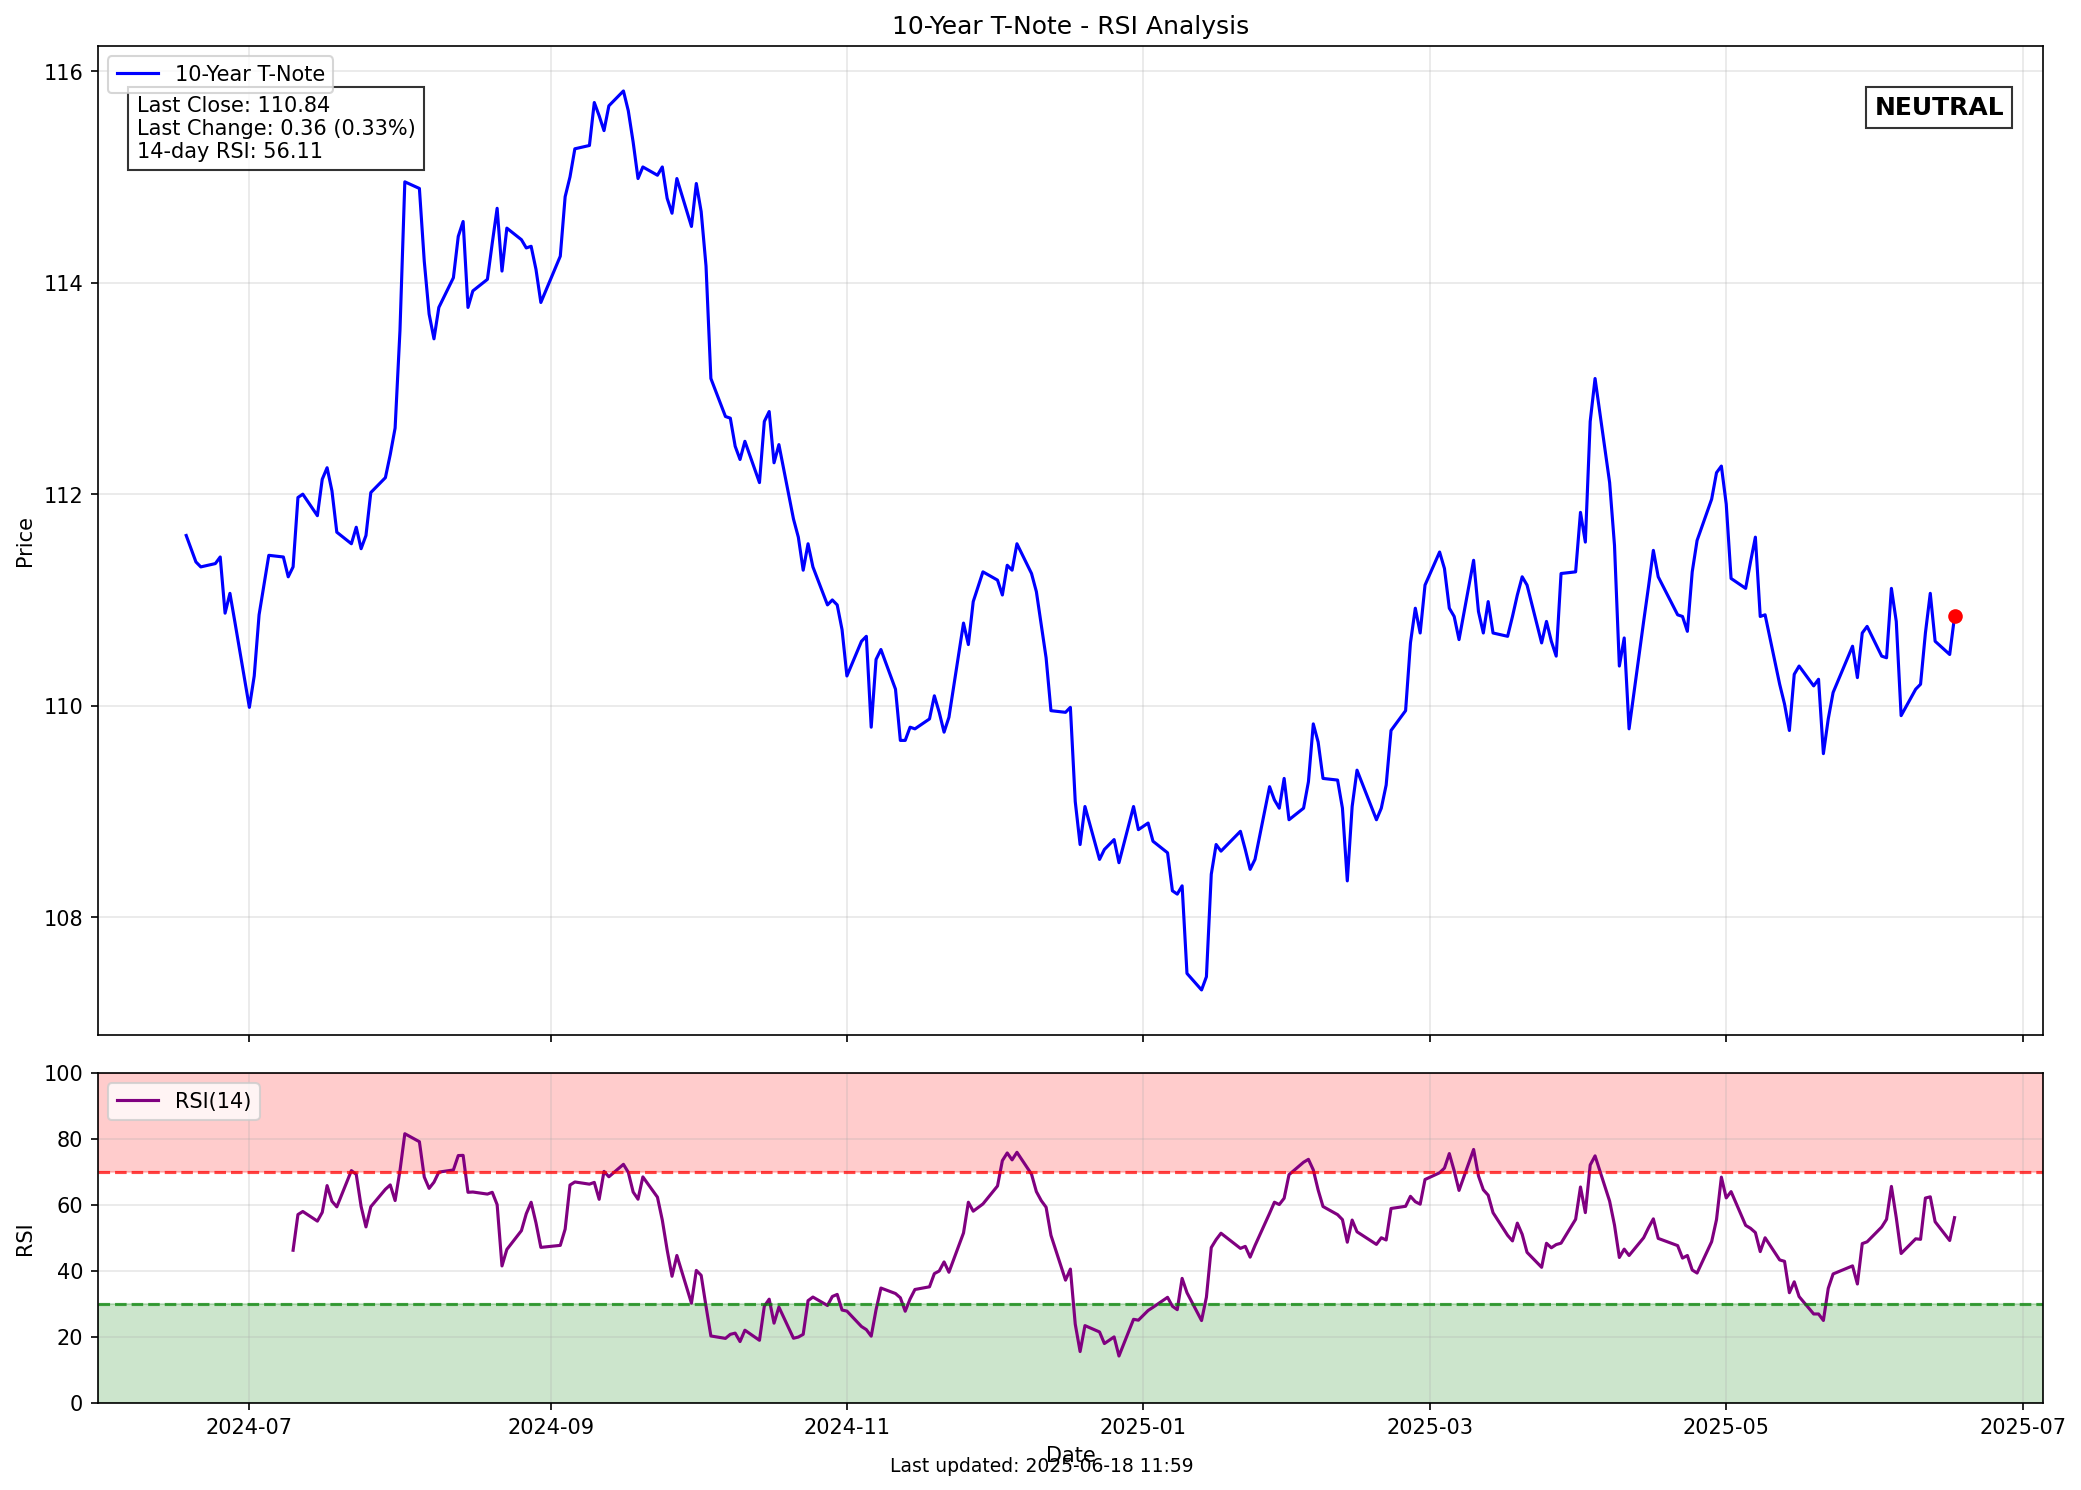 10-Year T-Note - RSI Analysis
10-Year T-Note
Last Close: 110.84
Last Change: 0.36 (0.33%)
14-day RSI: 56.11
NEUTRAL
116
114
112
110
108
Price
RSI(14)
100
80
60
40
20
0
RSI
2024-07 2024-09 2024-11 2025-01 2025-03 2025-05 2025-07
Date
Last updated: 2025-06-18 11:59